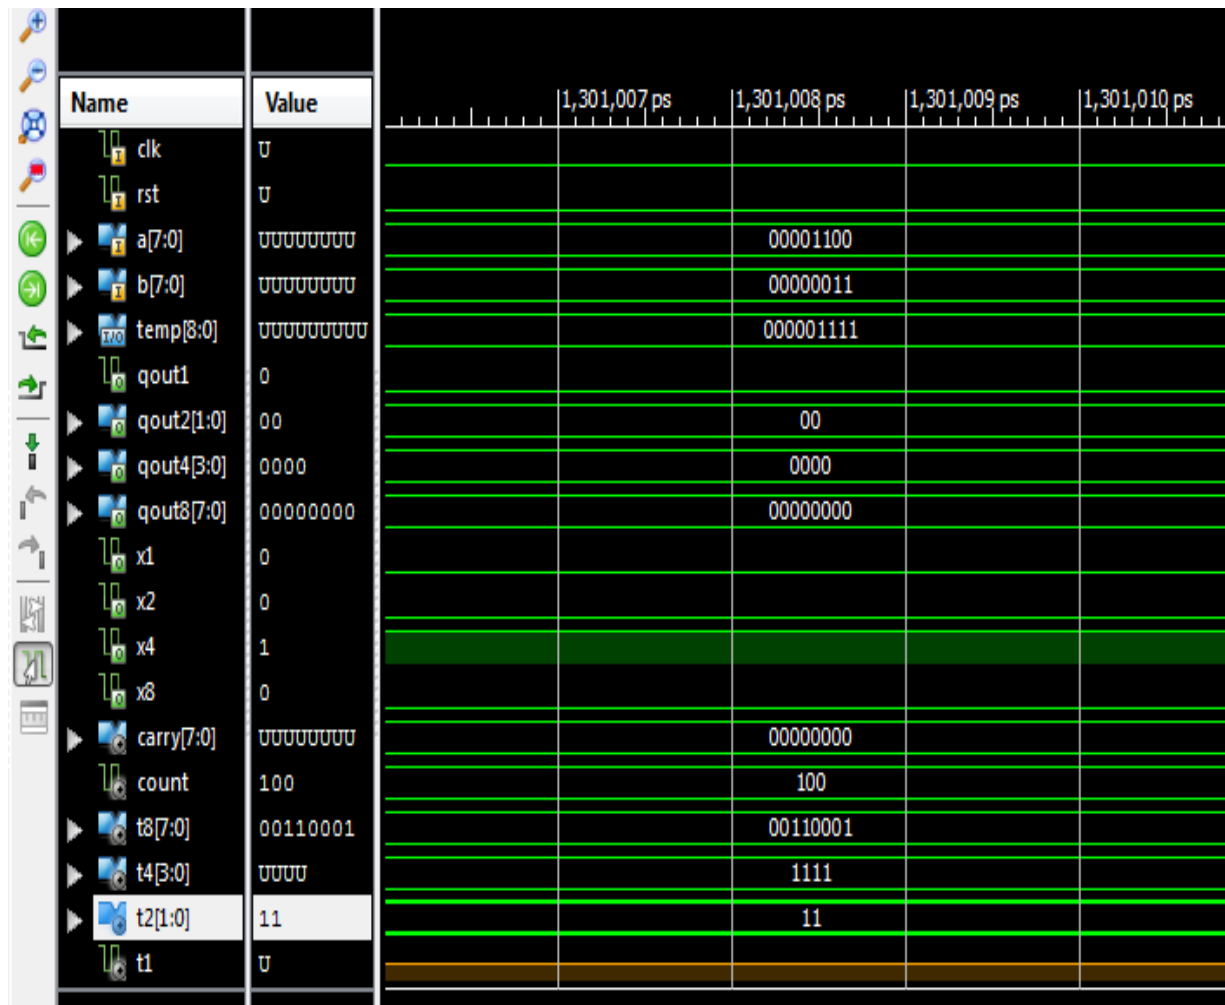 Name Value 1,301,007 ps 1,301,008 ps 1,301,009 ps 1,301,010 ps
clk U
rst U
a[7:0] UUUUUUUU 00001100
b[7:0] UUUUUUUU 00000011
temp[8:0] UUUUUUUUU 000001111
qout1 0
qout2[1:0] 00 00
qout4[3:0] 0000 0000
qout8[7:0] 00000000 00000000
x1 0
x2 0
x4 1
x8 0
carry[7:0] UUUUUUUU 00000000
count 100 100
t8[7:0] 00110001 00110001
t4[3:0] UUUU 1111
t2[1:0] 11 11
t1 U